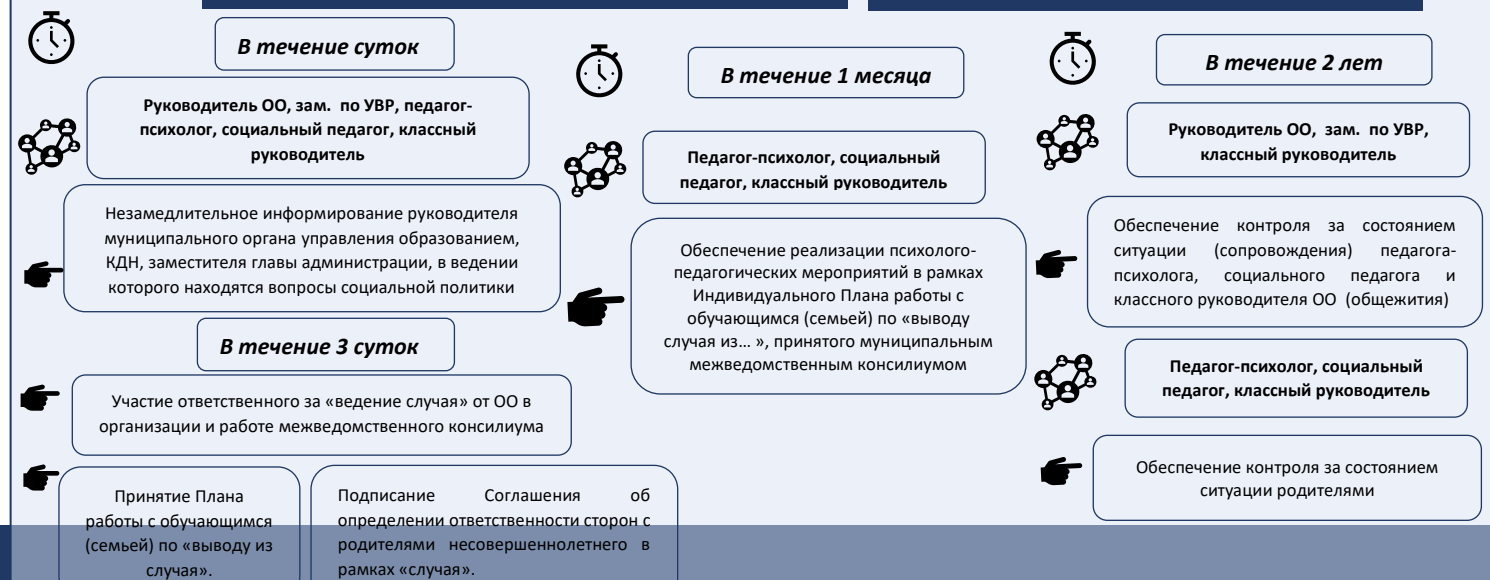 В течение суток
Руководитель ОО, зам. по УВР, педагог-
психолог, социальный педагог, классный
руководитель
Незамедлительное информирование руководителя
муниципального органа управления образованием,
КДН, заместителя главы администрации, в ведении
которого находятся вопросы социальной политики
В течение 3 суток
Участие ответственного за «ведение случая» от ОО в
организации и работе межведомственного консилиума
Принятие Плана
работы с обучающимся
(семьей) по «выводу из
случая».
Подписание Соглашения об
определении ответственности сторон с
родителями несовершеннолетнего в
рамках «случая».
В течение 1 месяца
Педагог-психолог, социальный
педагог, классный руководитель
Обеспечение реализации психолого-
педагогических мероприятий в рамках
Индивидуального Плана работы с
обучающимся (семьей) по «выводу
случая из… », принятого муниципальным
межведомственным консилиумом
В течение 2 лет
Руководитель ОО, зам. по УВР,
классный руководитель
Обеспечение контроля за состоянием
ситуации (сопровождения) педагога-
психолога, социального педагога и
классного руководителя ОО (общежития)
Педагог-психолог, социальный
педагог, классный руководитель
Обеспечение контроля за состоянием
ситуации родителями